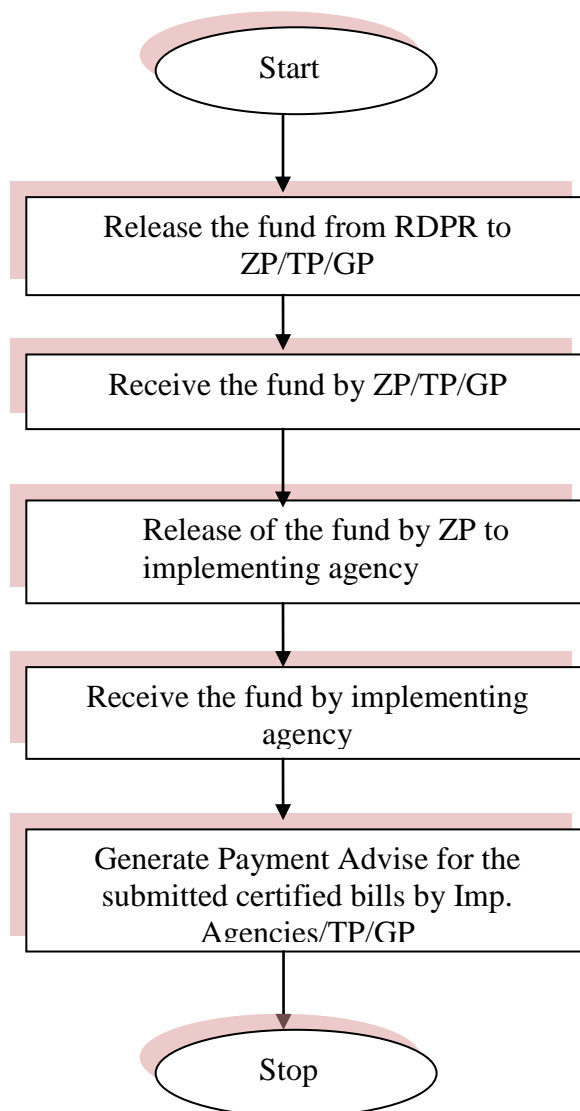 Start
Release the fund from RDPR to
ZP/TP/GP
Receive the fund by ZP/TP/GP
Release of the fund by ZP to
implementing agency
Receive the fund by implementing
agency
Generate Payment Advise for the
submitted certified bills by Imp.
Agencies/TP/GP
Stop